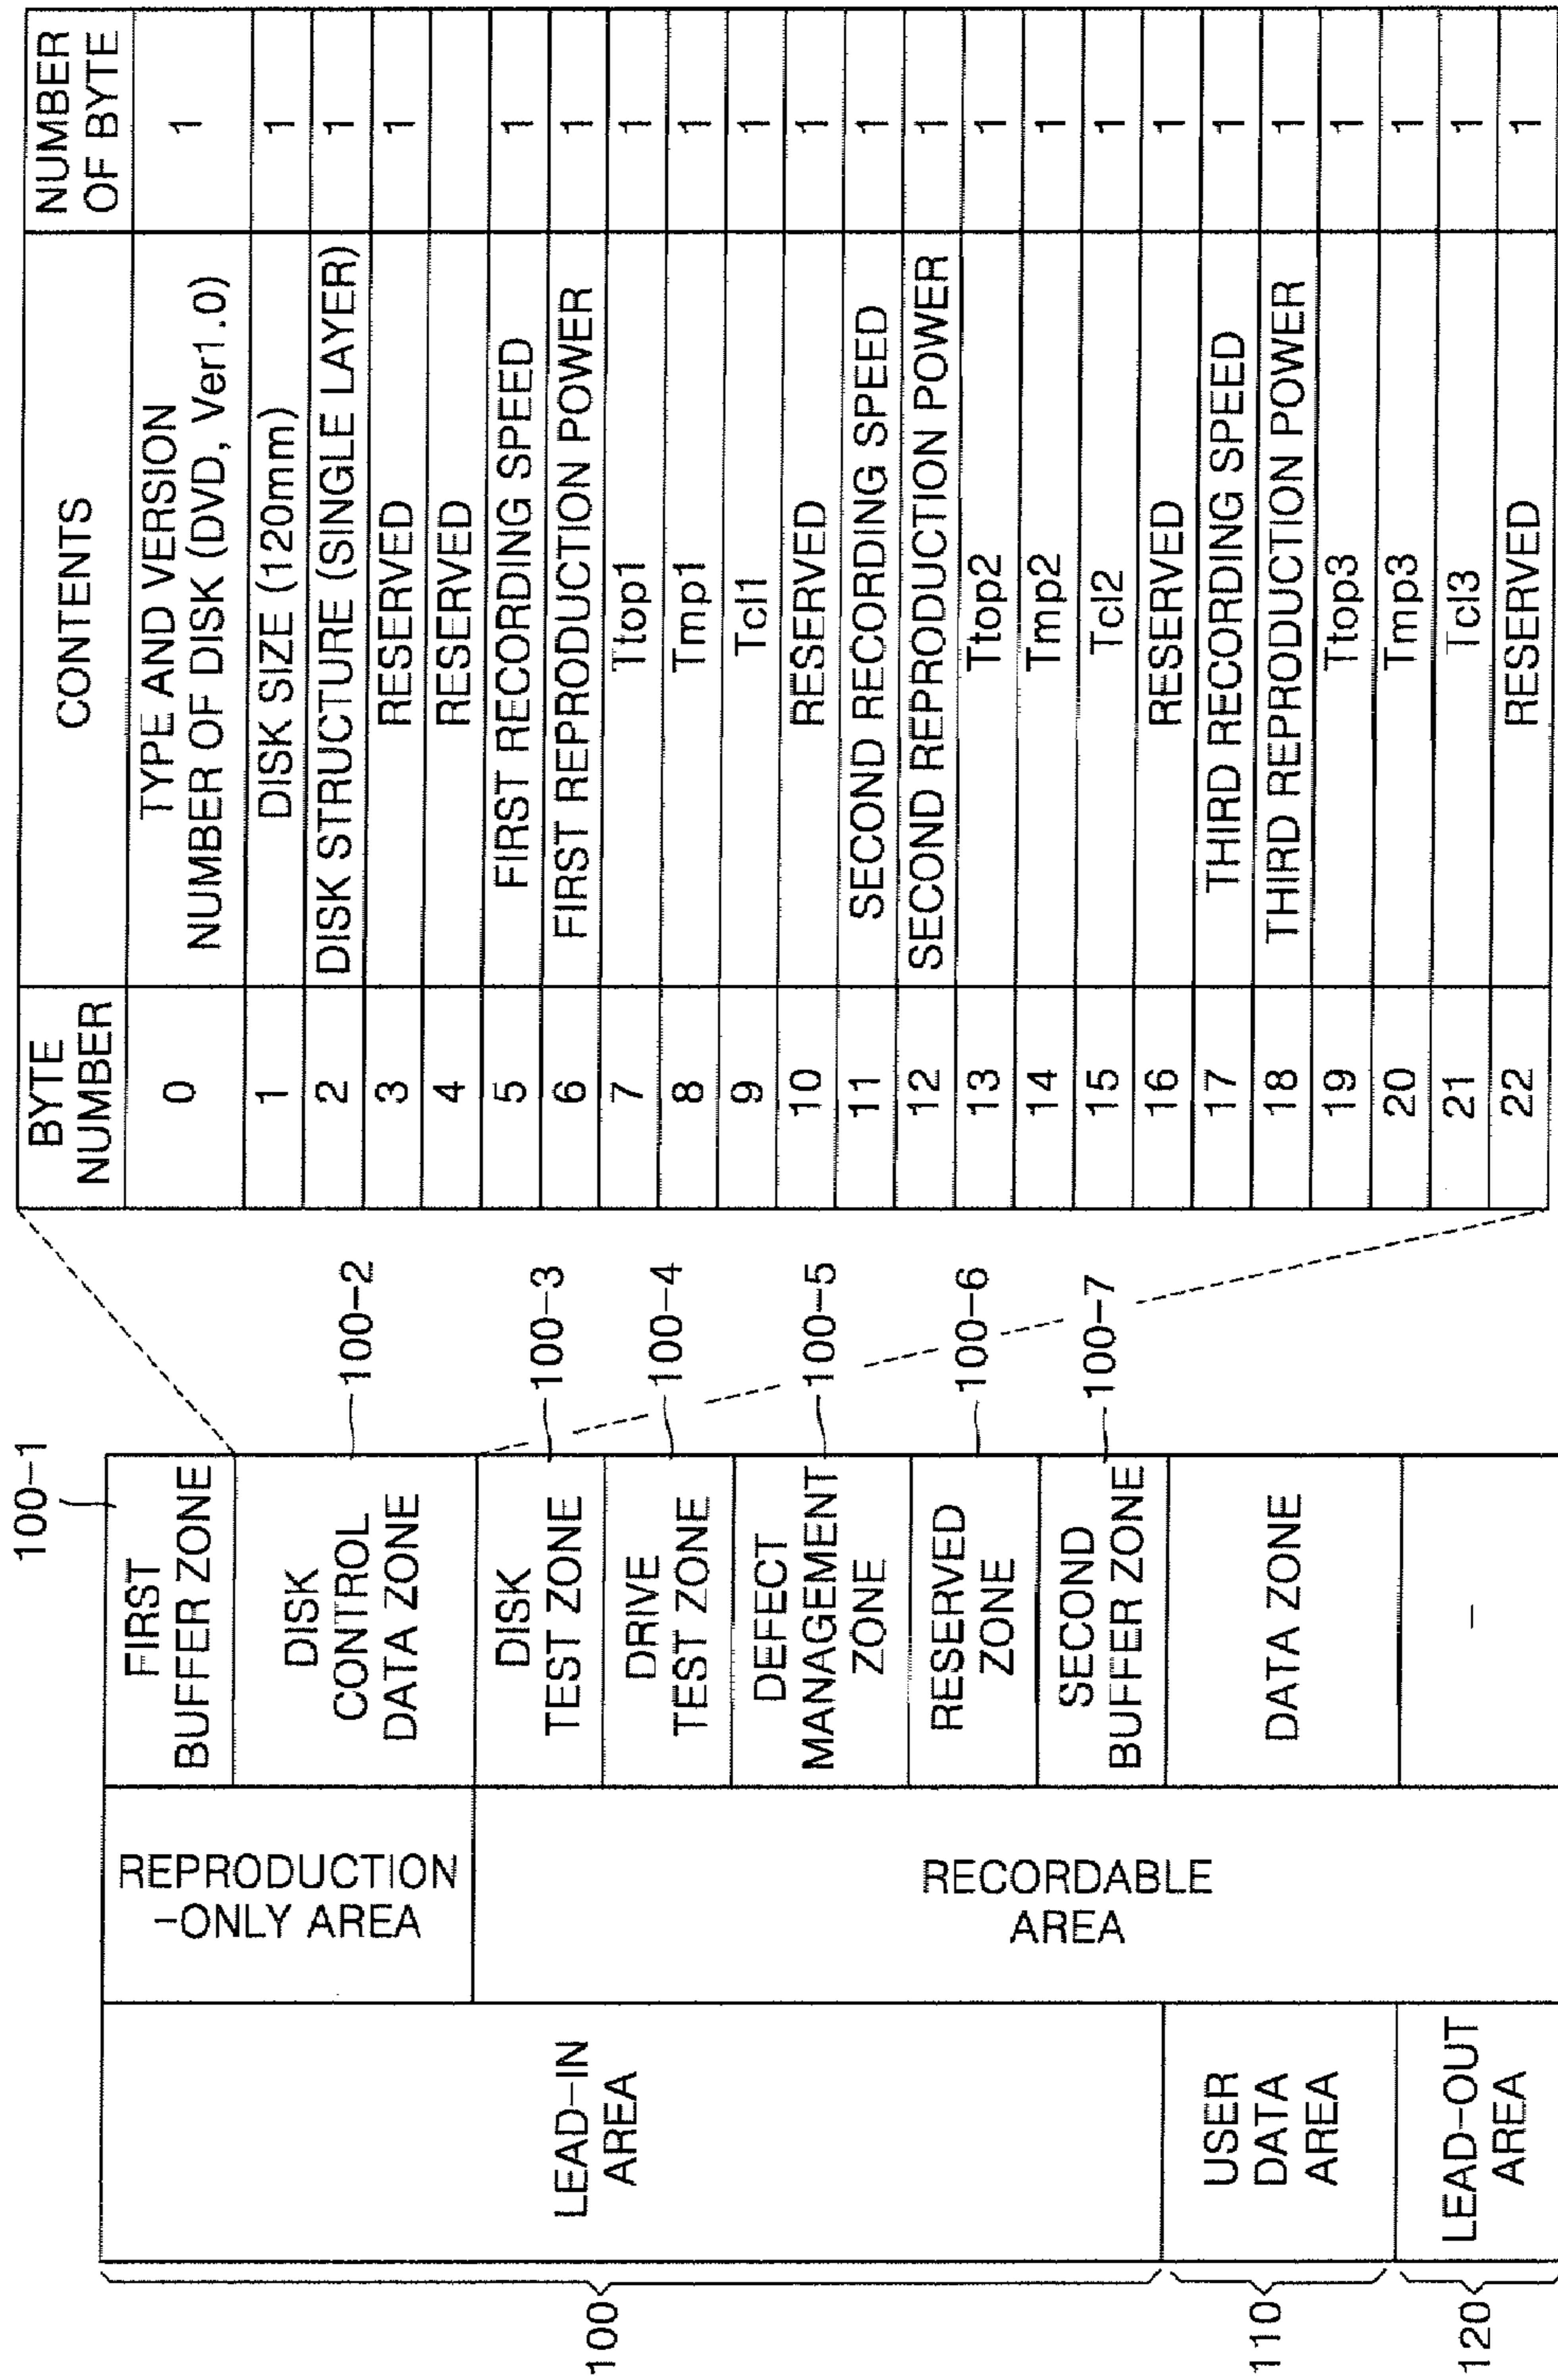 100-1
LEAD-IN
AREA
REPRODUCTION
-ONLY AREA
FIRST
BUFFER ZONE
DISK
CONTROL
DATA ZONE
100-2
RECORDABLE
AREA
DISK
TEST ZONE
100-3
DRIVE
TEST ZONE
100-4
DEFECT
MANAGEMENT
ZONE
100-5
RESERVED
ZONE
100-6
SECOND
BUFFER ZONE
100-7
100
USER
DATA
AREA
DATA ZONE
110
LEAD-OUT
AREA
-
120
BYTE
NUMBER
CONTENTS
NUMBER
OF BYTE
0 TYPE AND VERSION
NUMBER OF DISK (DVD, Ver1.0) 1
1 DISK SIZE (120mm) 1
2 DISK STRUCTURE (SINGLE LAYER) 1
3 RESERVED 1
4 RESERVED
5 FIRST RECORDING SPEED 1
6 FIRST REPRODUCTION POWER 1
7 Ttop1 1
8 Tmp1 1
9 Tcl1 1
10 RESERVED 1
11 SECOND RECORDING SPEED 1
12 SECOND REPRODUCTION POWER 1
13 Ttop2 1
14 Tmp2 1
15 Tcl2 1
16 RESERVED 1
17 THIRD RECORDING SPEED 1
18 THIRD REPRODUCTION POWER 1
19 Ttop3 1
20 Tmp3 1
21 Tcl3 1
22 RESERVED 1